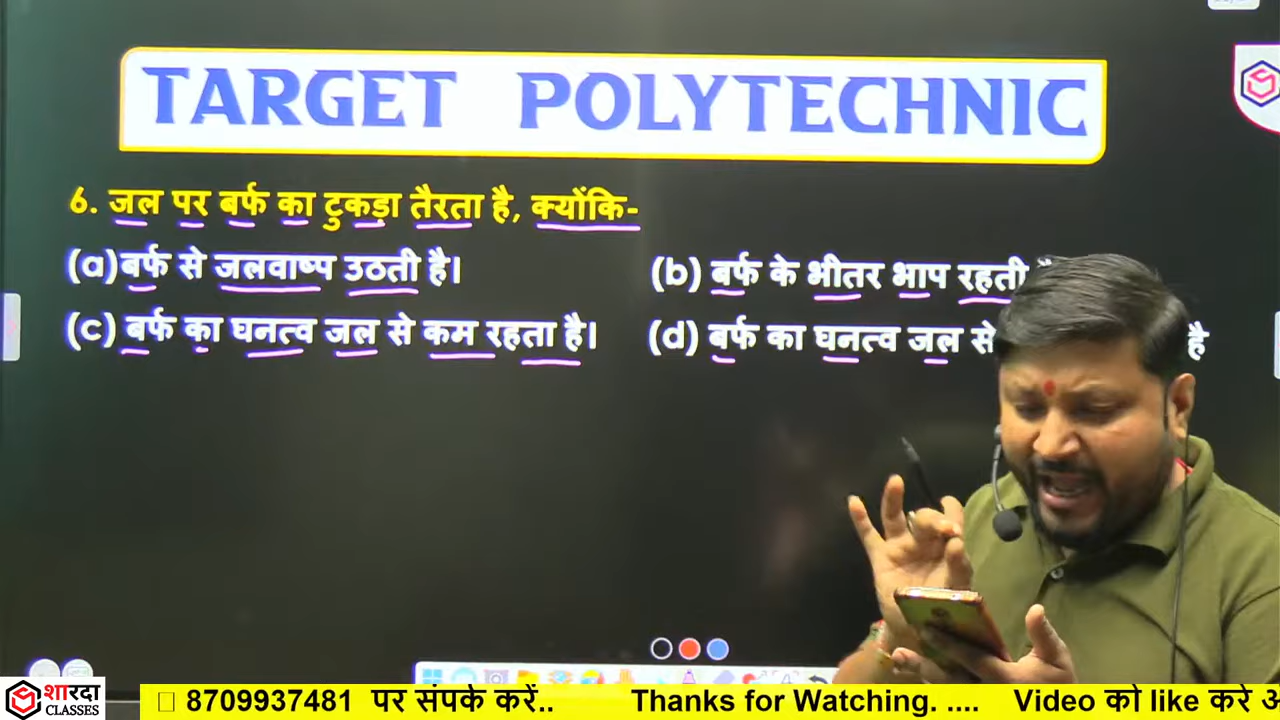 TARGET POLYTECHNIC
6. जल पर बर्फ का टुकड़ा तैरता है, क्योंकि-
(a)बर्फ से जलवाष्प उठती है।
(b) बर्फ के भीतर भाप रहती
(c) बर्फ का घनत्व जल से कम रहता है।
(d) बर्फ का घनत्व जल से है
शारदा
CLASSES
8709937481 पर संपर्क करें.. Thanks for Watching. .... Video को like करे